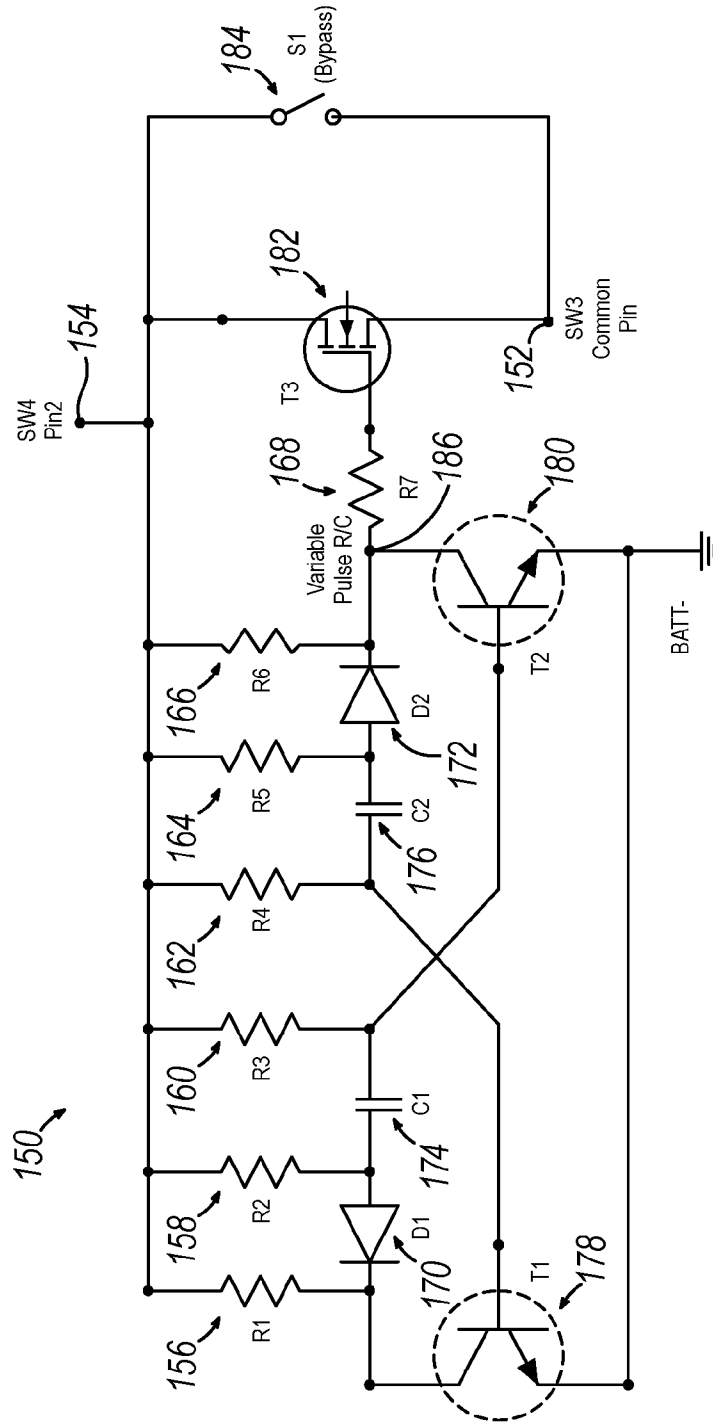 150
SW4
Pin2
154
184
S1
(Bypass)
182
T3
156
R1
158
R2
160
R3
162
R4
164
R5
166
R6
Variable
Pulse R/C
168
R7
186
170
D1
174
C1
176
C2
172
D2
152
SW3
Common
Pin
T1
178
T2
180
BATT-